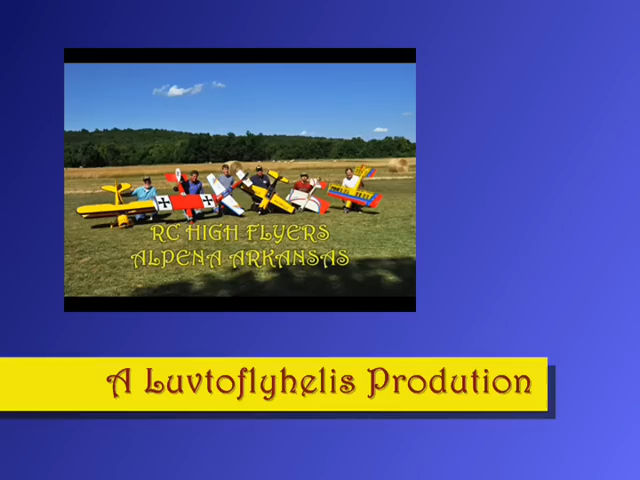 RC HIGH FLYERS
ALPENA ARKANSAS
A Luvtoflyhelis Prodution